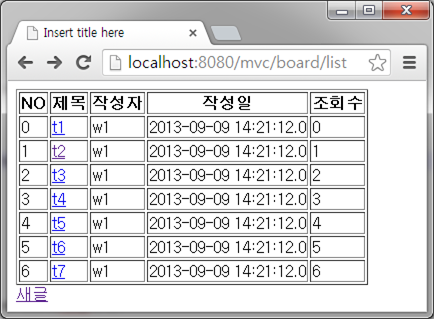 Insert title here
localhost:8080/mvc/board/list
NO 제목 작성자 작성일 조회수
0 t1 w1 2013-09-09 14:21:12.0 0
1 t2 w1 2013-09-09 14:21:12.0 1
2 t3 w1 2013-09-09 14:21:12.0 2
3 t4 w1 2013-09-09 14:21:12.0 3
4 t5 w1 2013-09-09 14:21:12.0 4
5 t6 w1 2013-09-09 14:21:12.0 5
6 t7 w1 2013-09-09 14:21:12.0 6
새글